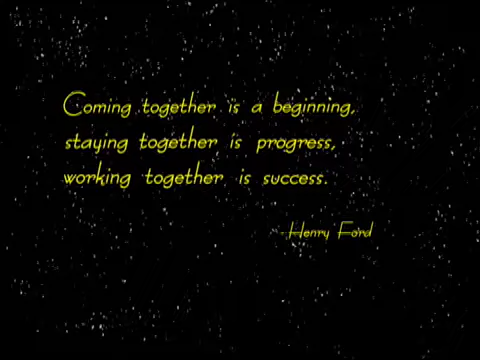 Coming together is a beginning,
staying together is progress,
working together is success.
- Henry Ford